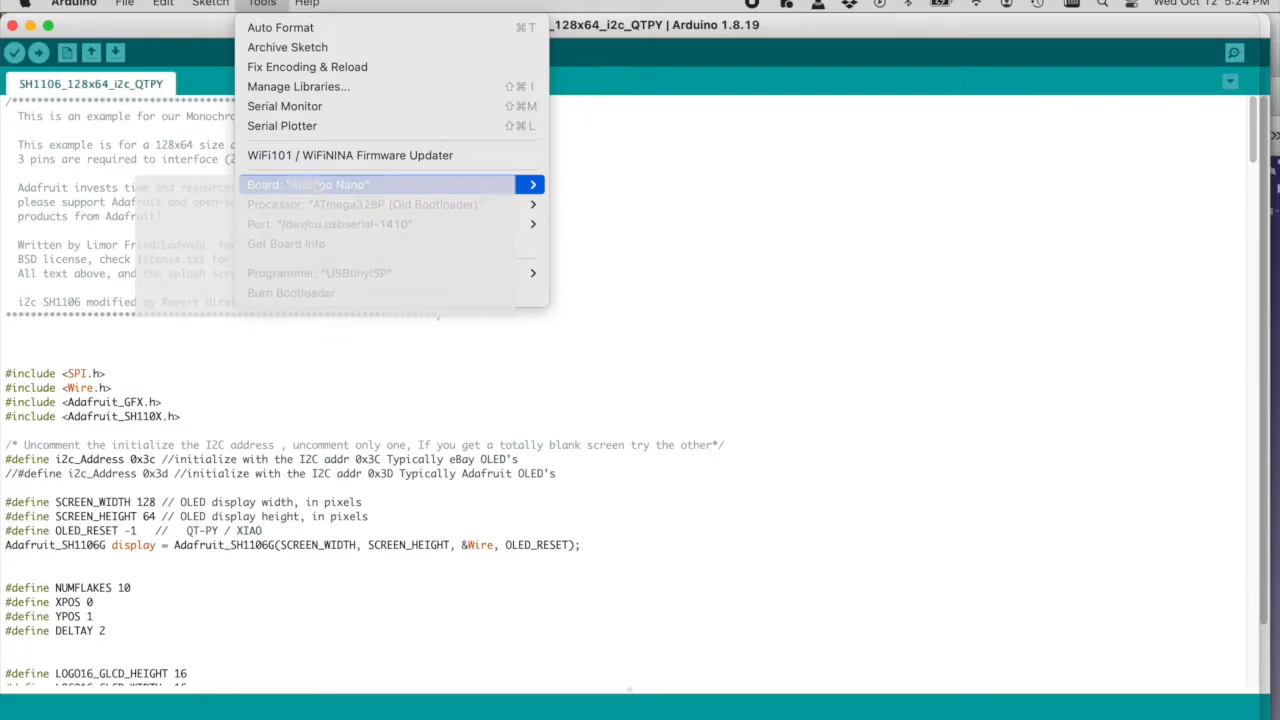 Arduino File Edit Sketch Tools Help Wed Oct 12 5:24 PM
_128x64_i2c_QTPY | Arduino 1.8.19
SH1106_128x64_i2c_QTPY
Auto Format ⌘T
Archive Sketch
Fix Encoding & Reload
Manage Libraries... ⇧⌘I
Serial Monitor ⇧⌘M
Serial Plotter ⇧⌘L
WiFi101 / WiFiNINA Firmware Updater
Board: "Arduino Nano"
Processor: "ATmega328P (Old Bootloader)"
Port: "/dev/cu.usbserial-1410"
Get Board Info
Programmer: "USBtinyISP"
Burn Bootloader
This is an example for our Monochro
This example is for a 128x64 size
3 pins are required to interface (2
Adafruit invests time and resources
please support Adafruit and open-s
products from Adafruit!
Written by Limor Fried/Ladyada for
BSD license, check license.txt for
All text above, and the splash scre
i2c SH1106 modified by Rupert Hirst
#include <SPI.h>
#include <Wire.h>
#include <Adafruit_GFX.h>
#include <Adafruit_SH110X.h>
/* Uncomment the initialize the I2C address , uncomment only one, If you get a totally blank screen try the other*/
#define i2c_Address 0x3c //initialize with the I2C addr 0x3C Typically eBay OLED's
//#define i2c_Address 0x3d //initialize with the I2C addr 0x3D Typically Adafruit OLED's
#define SCREEN_WIDTH 128 // OLED display width, in pixels
#define SCREEN_HEIGHT 64 // OLED display height, in pixels
#define OLED_RESET -1 // QT-PY / XIAO
Adafruit_SH1106G display = Adafruit_SH1106G(SCREEN_WIDTH, SCREEN_HEIGHT, &Wire, OLED_RESET);
#define NUMFLAKES 10
#define XPOS 0
#define YPOS 1
#define DELTAY 2
#define LOGO16_GLCD_HEIGHT 16
#define LOGO16_GLCD_WIDTH 16